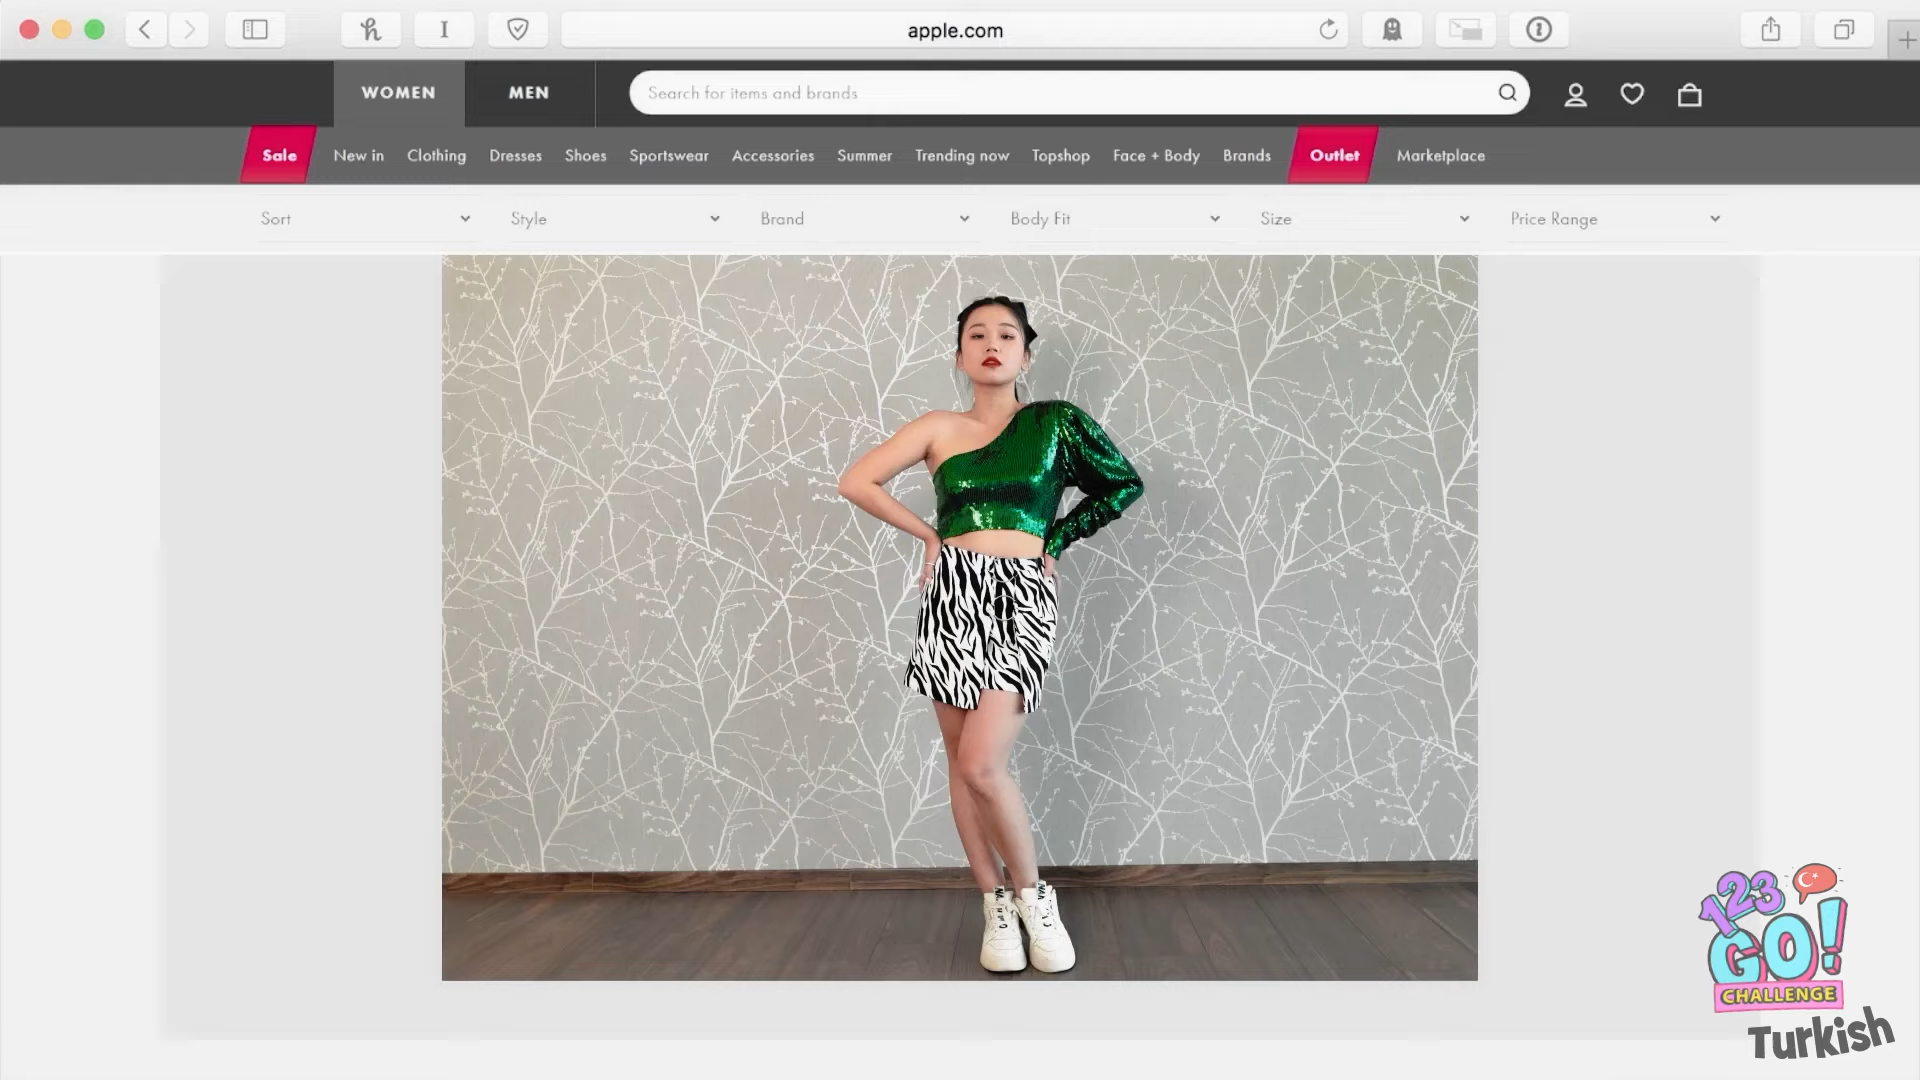 apple.com
WOMEN MEN Search for items and brands
Sale New in Clothing Dresses Shoes Sportswear Accessories Summer Trending now Topshop Face + Body Brands Outlet Marketplace
Sort Style Brand Body Fit Size Price Range
123
GO!
CHALLENGE
Turkish